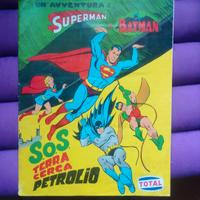 UN'AVVENTURA DI
SUPERMAN
BATMAN
SOS
TERRA
CERCA
PETROLIO
TOTAL